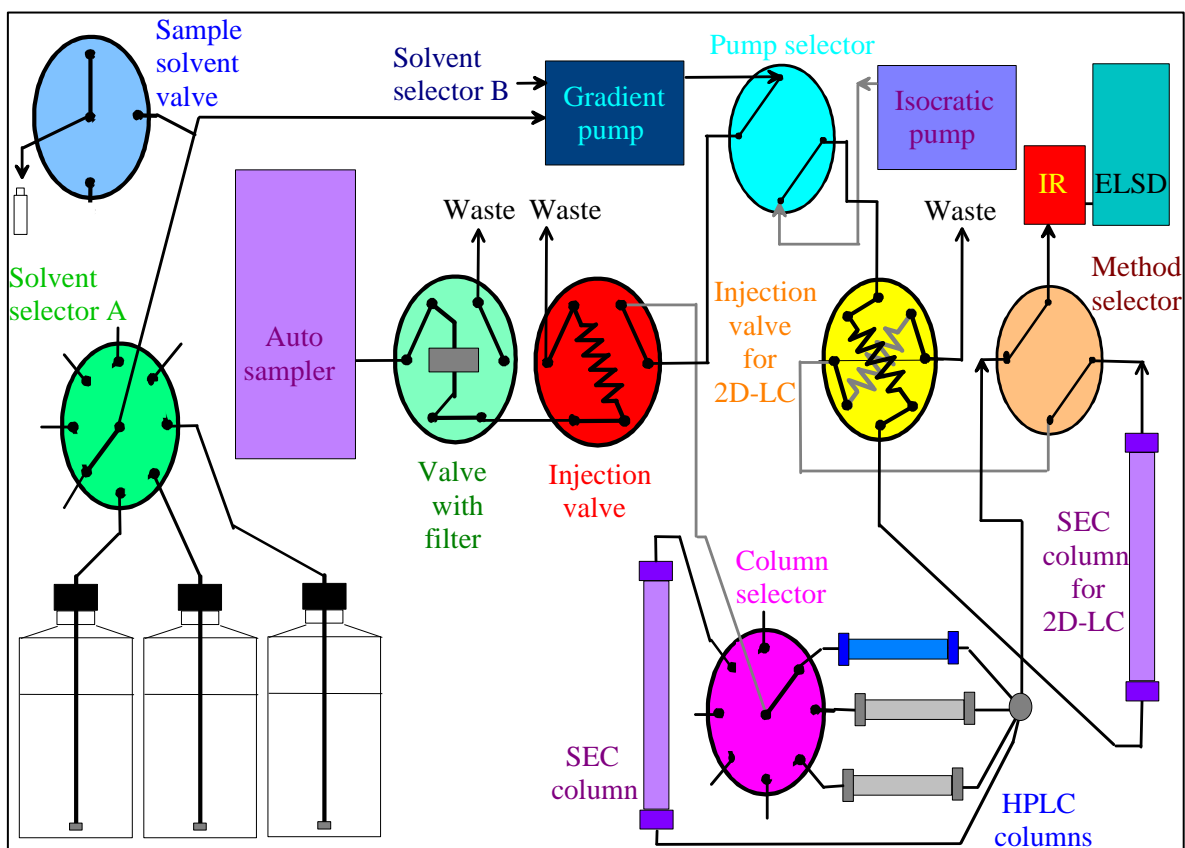 Sample
solvent
valve
Solvent
selector B
Gradient
pump
Pump selector
Isocratic
pump
IR
ELSD
Waste
Waste
Waste
Solvent
selector A
Auto
sampler
Injection
valve
for
2D-LC
Method
selector
Valve
with
filter
Injection
valve
Column
selector
SEC
column
for
2D-LC
SEC
column
HPLC
columns